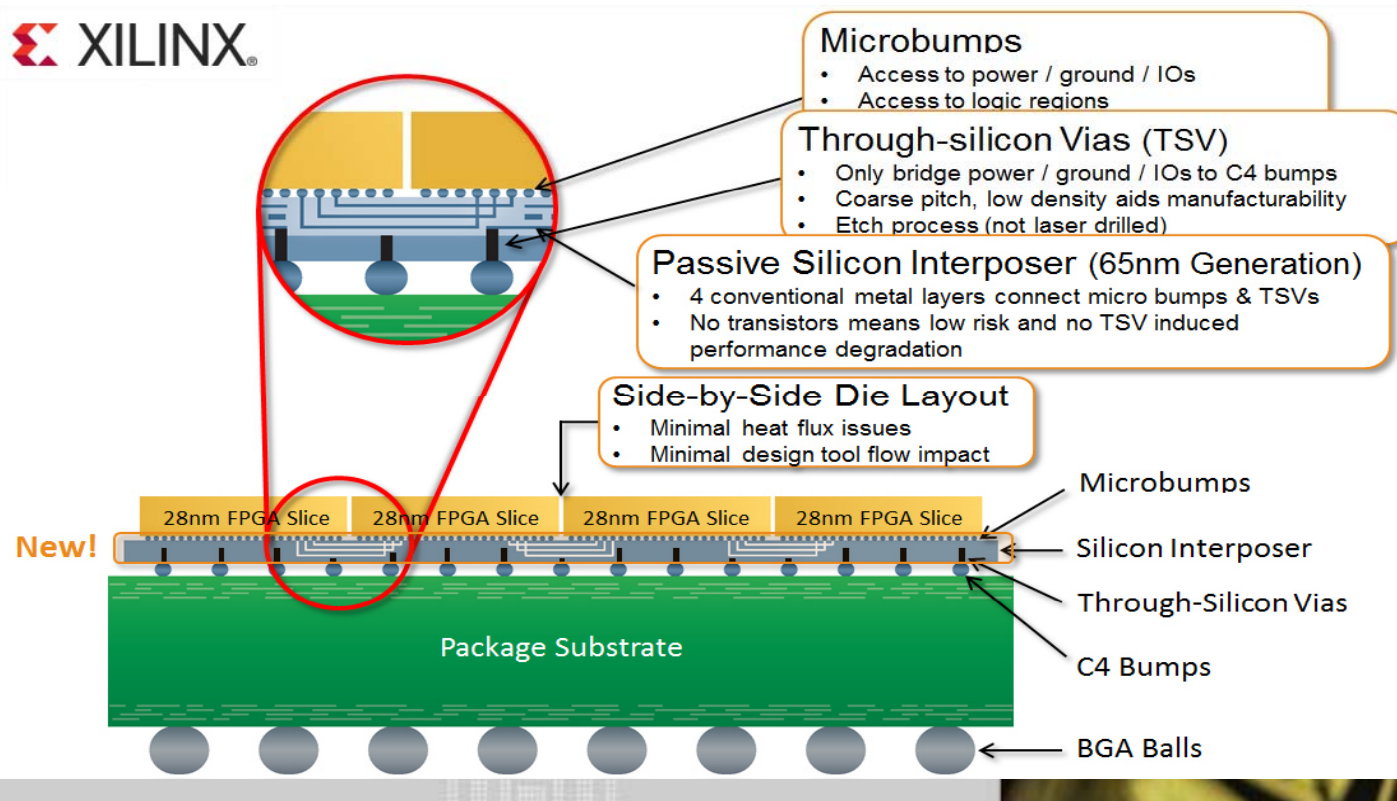 XILINX®
Microbumps
• Access to power / ground / IOs
• Access to logic regions
Through-silicon Vias (TSV)
• Only bridge power / ground / IOs to C4 bumps
• Coarse pitch, low density aids manufacturability
• Etch process (not laser drilled)
Passive Silicon Interposer (65nm Generation)
• 4 conventional metal layers connect micro bumps & TSVs
• No transistors means low risk and no TSV induced
performance degradation
Side-by-Side Die Layout
• Minimal heat flux issues
• Minimal design tool flow impact
28nm FPGA Slice 28nm FPGA Slice 28nm FPGA Slice 28nm FPGA Slice
New!
Microbumps
Silicon Interposer
Through-Silicon Vias
C4 Bumps
Package Substrate
BGA Balls